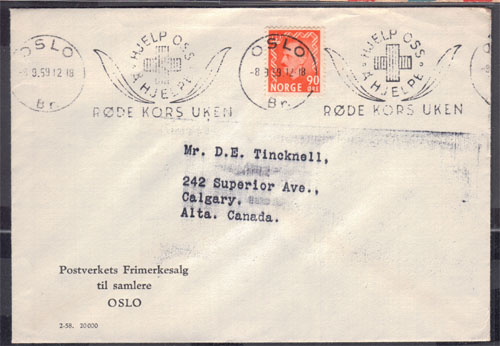 OSLO
-8.9.59.12 18
Br.
HJELP OSS
Å HJELPE
RØDE KORS UKEN
OSLO
-8.9.59.12 18
Br.
HJELP OSS
Å HJELPE
RØDE KORS UKEN
90
ØRE
NORGE
Mr. D.E. Tincknell,
242 Superior Ave.,
Calgary.
Alta. Canada.
Postverkets Frimerkesalg
til samlere
OSLO
2-58. 20000